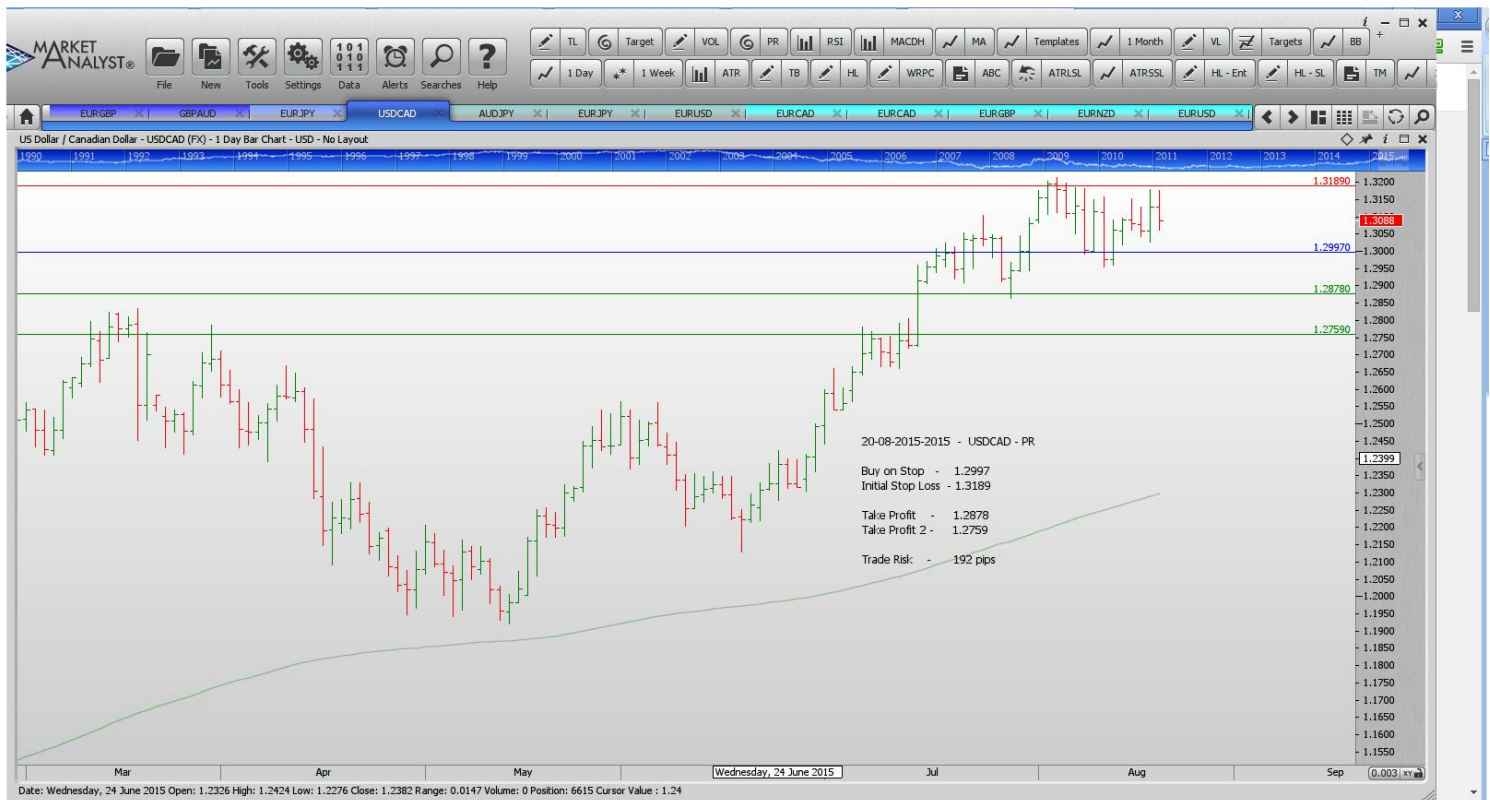 i
MARKET
ANALYST®
File New Tools Settings Data Alerts Searches Help
101
010
111
TL Target VOL PR RSI MACDH MA Templates 1 Month VL Targets BB
1 Day 1 Week ATR TB HL WRPC ABC ATRLSL ATRSSL HL - Ent HL - SL TM
EURGBP GBPAUD EURJPY USDCAD AUDJPY EURJPY EURUSD EURCAD EURCAD EURGBP EURNZD EURUSD
US Dollar / Canadian Dollar - USDCAD (FX) - 1 Day Bar Chart - USD - No Layout
1990 1991 1992 1993 1994 1995 1996 1997 1998 1999 2000 2001 2002 2003 2004 2005 2006 2007 2008 2009 2010 2011 2012 2013 2014 2015
1.31890
1.29970
1.28780
1.27590
1.3200
1.3150
1.3088
1.3050
1.3000
1.2950
1.2900
1.2850
1.2800
1.2750
1.2700
1.2650
1.2600
1.2550
1.2500
1.2450
1.2399
1.2350
1.2300
1.2250
1.2200
1.2150
1.2100
1.2050
1.2000
1.1950
1.1900
1.1850
1.1800
1.1750
1.1700
1.1650
1.1600
1.1550
20-08-2015-2015 - USDCAD - PR
Buy on Stop - 1.2997
Initial Stop Loss - 1.3189
Take Profit - 1.2878
Take Profit 2 - 1.2759
Trade Risk - 192 pips
Mar Apr May Wednesday, 24 June 2015 Jul Aug Sep 0.003 XY
Date: Wednesday, 24 June 2015 Open: 1.2326 High: 1.2424 Low: 1.2276 Close: 1.2382 Range: 0.0147 Volume: 0 Position: 6615 Cursor Value : 1.24